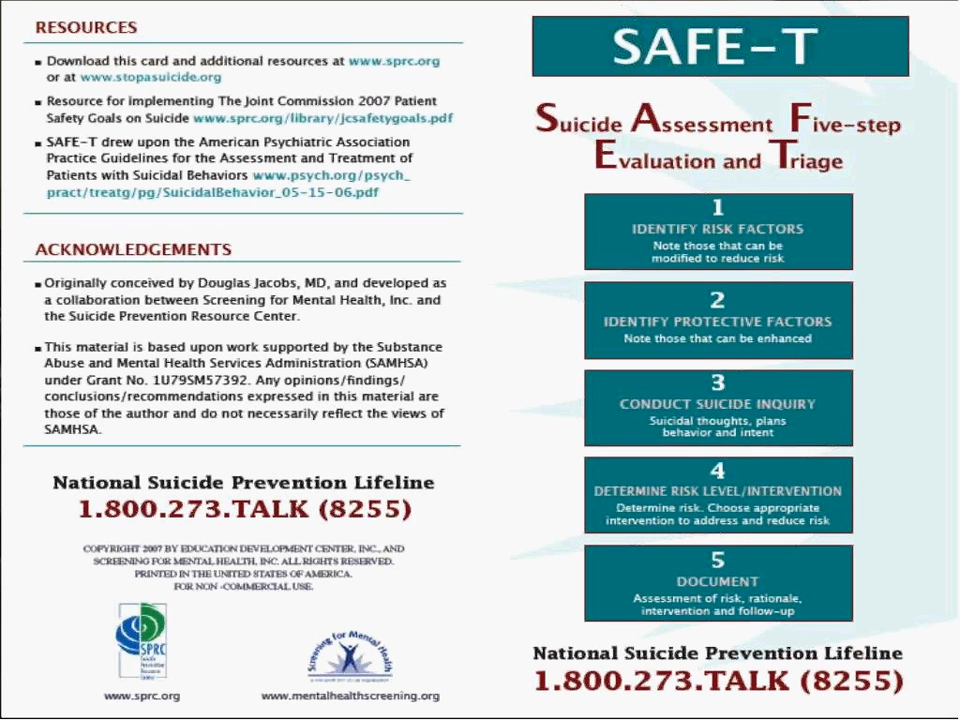 RESOURCES
Download this card and additional resources at www.sprc.org
or at www.stopasuicide.org
Resource for implementing The Joint Commission 2007 Patient
Safety Goals on Suicide www.sprc.org/library/jcsafetygoals.pdf
SAFE-T drew upon the American Psychiatric Association
Practice Guidelines for the Assessment and Treatment of
Patients with Suicidal Behaviors www.psych.org/psych_
pract/treatg/pg/SuicidalBehavior_05-15-06.pdf
ACKNOWLEDGEMENTS
Originally conceived by Douglas Jacobs, MD, and developed as
a collaboration between Screening for Mental Health, Inc. and
the Suicide Prevention Resource Center.
This material is based upon work supported by the Substance
Abuse and Mental Health Services Administration (SAMHSA)
under Grant No. 1U79SM57392. Any opinions/findings/
conclusions/recommendations expressed in this material are
those of the author and do not necessarily reflect the views of
SAMHSA.
National Suicide Prevention Lifeline
1.800.273.TALK (8255)
COPYRIGHT 2007 BY EDUCATION DEVELOPMENT CENTER, INC., AND
SCREENING FOR MENTAL HEALTH, INC. ALL RIGHTS RESERVED.
PRINTED IN THE UNITED STATES OF AMERICA.
FOR NON-COMMERCIAL USE.
SPRC
Suicide
Prevention
Resource
Center
www.sprc.org
Screening for Mental Health
www.mentalhealthscreening.org
SAFE-T
Suicide Assessment Five-step
Evaluation and Triage
1
IDENTIFY RISK FACTORS
Note those that can be
modified to reduce risk
2
IDENTIFY PROTECTIVE FACTORS
Note those that can be enhanced
3
CONDUCT SUICIDE INQUIRY
Suicidal thoughts, plans
behavior and intent
4
DETERMINE RISK LEVEL/INTERVENTION
Determine risk. Choose appropriate
intervention to address and reduce risk
5
DOCUMENT
Assessment of risk, rationale,
intervention and follow-up
National Suicide Prevention Lifeline
1.800.273.TALK (8255)